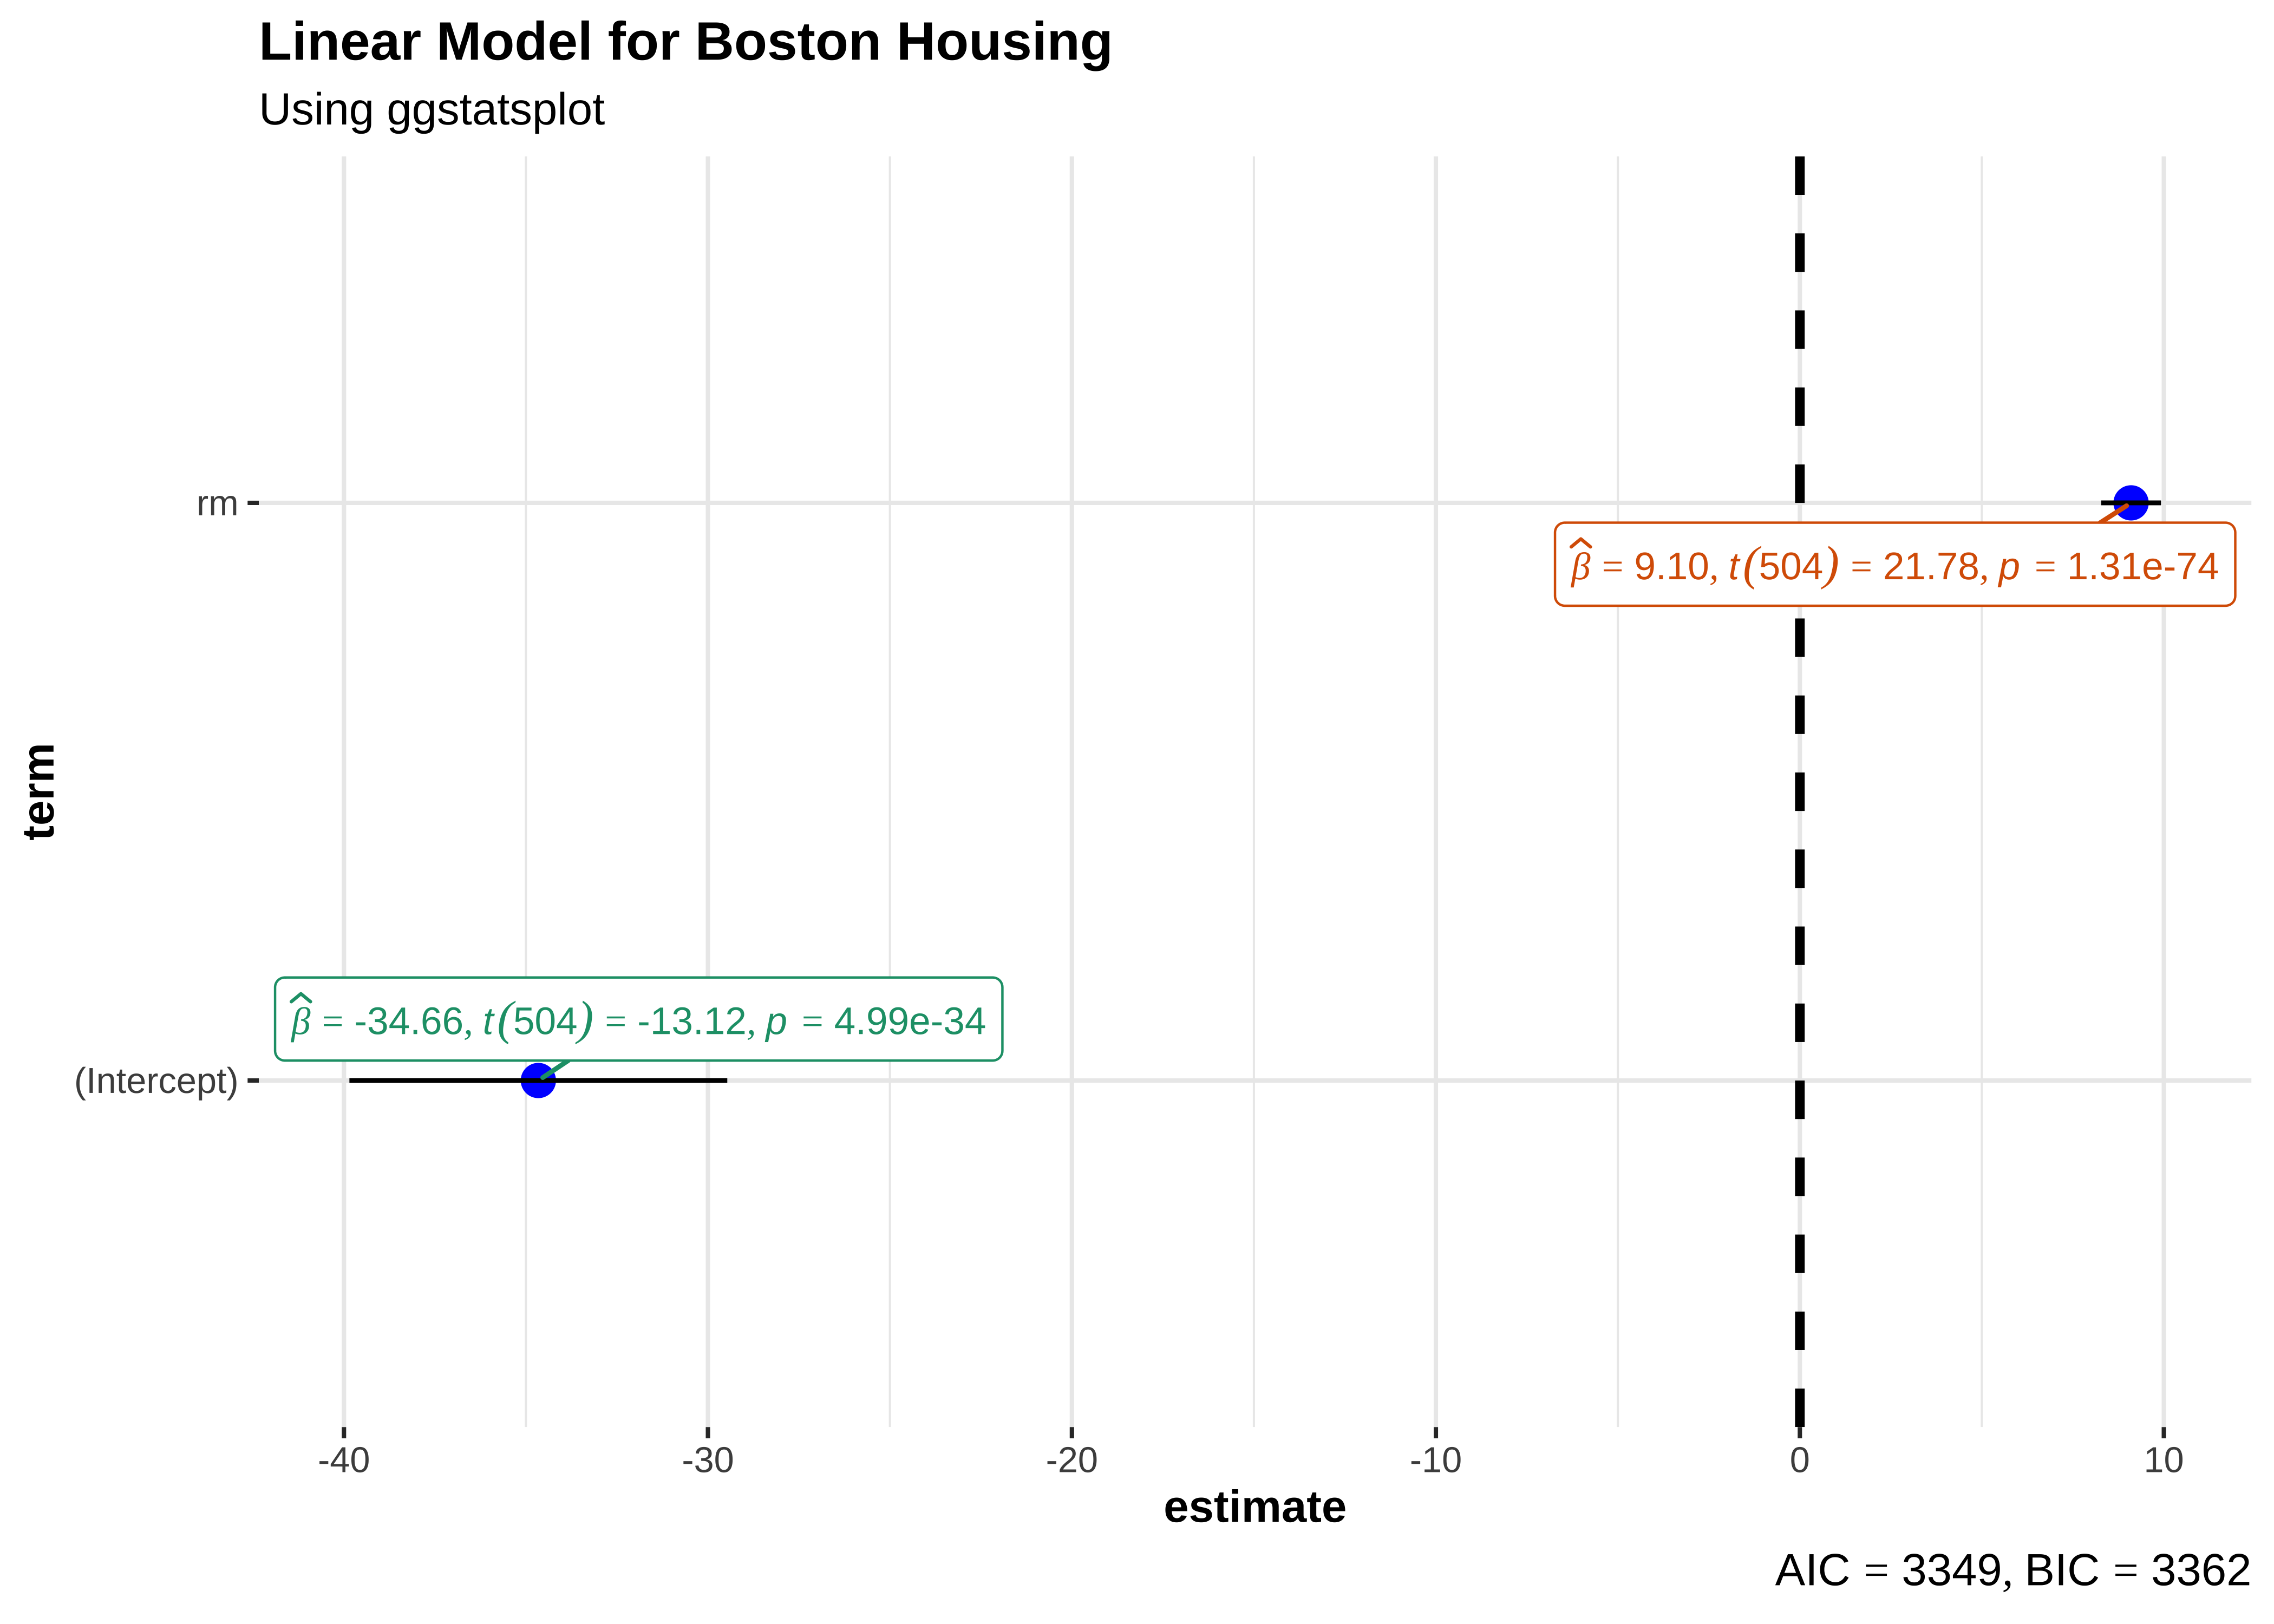 Linear Model for Boston Housing
Using ggstatsplot
term
rm
β̂ = 9.10, t(504) = 21.78, p = 1.31e-74
β̂ = -34.66, t(504) = -13.12, p = 4.99e-34
(Intercept)
-40 -30 -20 -10 0 10
estimate
AIC = 3349, BIC = 3362